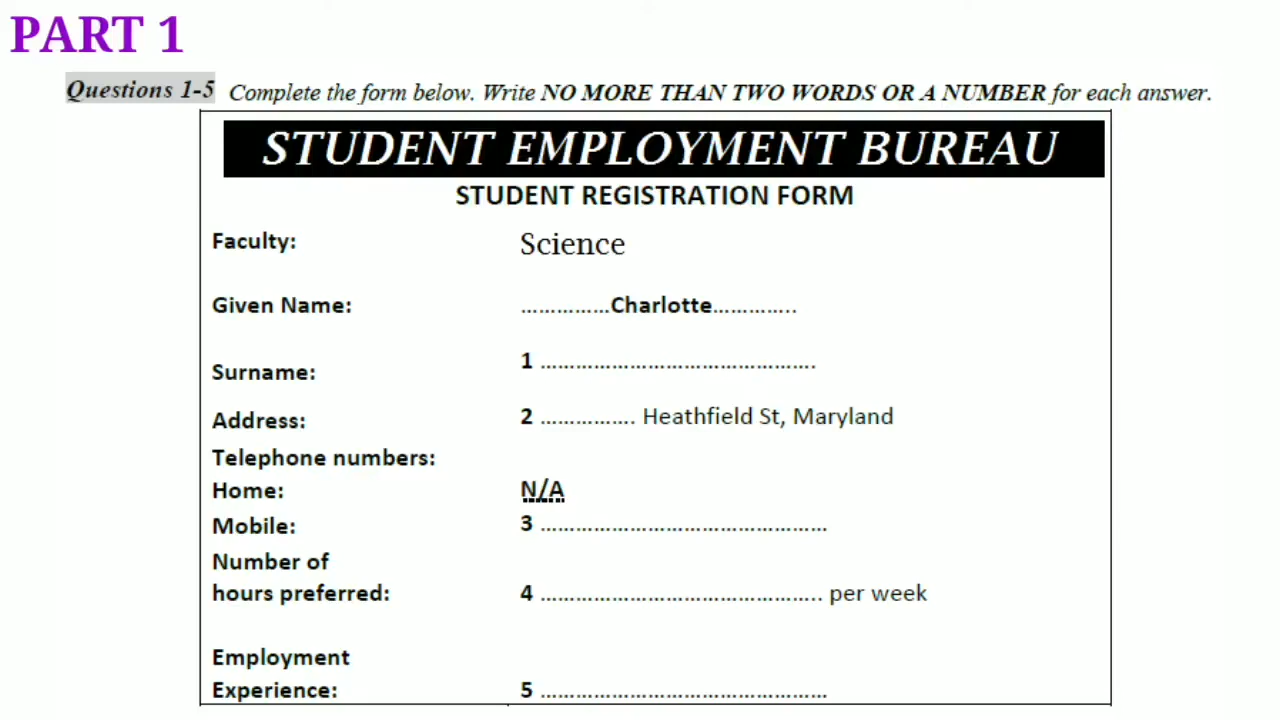 PART 1
Questions 1-5 Complete the form below. Write NO MORE THAN TWO WORDS OR A NUMBER for each answer.
STUDENT EMPLOYMENT BUREAU
STUDENT REGISTRATION FORM
Faculty: Science
Given Name: ……………Charlotte…………..
Surname: 1 ……………………………………….
Address: 2 ……………. Heathfield St, Maryland
Telephone numbers:
Home: N/A
Mobile: 3 …………………………………………
Number of
hours preferred: 4 ……………………………………….. per week
Employment
Experience: 5 …………………………………………